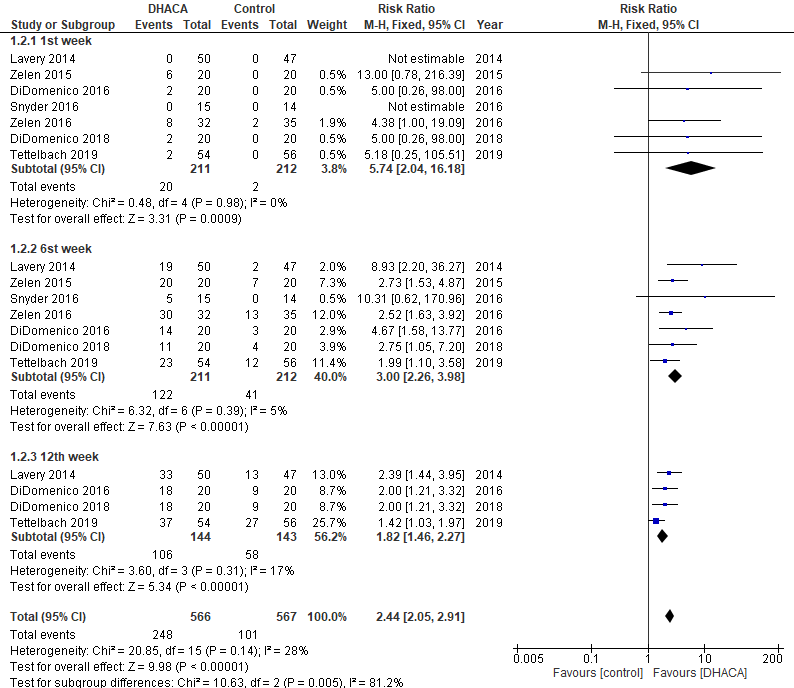 DHACA Control Risk Ratio Risk Ratio
Study or Subgroup Events Total Events Total Weight M-H, Fixed, 95% CI Year M-H, Fixed, 95% CI
1.2.1 1st week
Lavery 2014 0 50 0 47 Not estimable 2014
Zelen 2015 6 20 0 20 0.5% 13.00 [0.78, 216.39] 2015
DiDomenico 2016 2 20 0 20 0.5% 5.00 [0.26, 98.00] 2016
Snyder 2016 0 15 0 14 Not estimable 2016
Zelen 2016 8 32 2 35 1.9% 4.38 [1.00, 19.09] 2016
DiDomenico 2018 2 20 0 20 0.5% 5.00 [0.26, 98.00] 2018
Tettelbach 2019 2 54 0 56 0.5% 5.18 [0.25, 105.51] 2019
Subtotal (95% CI) 211 212 3.8% 5.74 [2.04, 16.18]
Total events 20 2
Heterogeneity: Chi² = 0.48, df = 4 (P = 0.98); I² = 0%
Test for overall effect: Z = 3.31 (P = 0.0009)
1.2.2 6st week
Lavery 2014 19 50 2 47 2.0% 8.93 [2.20, 36.27] 2014
Zelen 2015 20 20 7 20 7.3% 2.73 [1.53, 4.87] 2015
Snyder 2016 5 15 0 14 0.5% 10.31 [0.62, 170.96] 2016
Zelen 2016 30 32 13 35 12.0% 2.52 [1.63, 3.92] 2016
DiDomenico 2016 14 20 3 20 2.9% 4.67 [1.58, 13.77] 2016
DiDomenico 2018 11 20 4 20 3.9% 2.75 [1.05, 7.20] 2018
Tettelbach 2019 23 54 12 56 11.4% 1.99 [1.10, 3.58] 2019
Subtotal (95% CI) 211 212 40.0% 3.00 [2.26, 3.98]
Total events 122 41
Heterogeneity: Chi² = 6.32, df = 6 (P = 0.39); I² = 5%
Test for overall effect: Z = 7.63 (P < 0.00001)
1.2.3 12th week
Lavery 2014 33 50 13 47 13.0% 2.39 [1.44, 3.95] 2014
DiDomenico 2016 18 20 9 20 8.7% 2.00 [1.21, 3.32] 2016
DiDomenico 2018 18 20 9 20 8.7% 2.00 [1.21, 3.32] 2018
Tettelbach 2019 37 54 27 56 25.7% 1.42 [1.03, 1.97] 2019
Subtotal (95% CI) 144 143 56.2% 1.82 [1.46, 2.27]
Total events 106 58
Heterogeneity: Chi² = 3.60, df = 3 (P = 0.31); I² = 17%
Test for overall effect: Z = 5.34 (P < 0.00001)
Total (95% CI) 566 567 100.0% 2.44 [2.05, 2.91]
Total events 248 101
Heterogeneity: Chi² = 20.85, df = 15 (P = 0.14); I² = 28%
Test for overall effect: Z = 9.98 (P < 0.00001)
Test for subgroup differences: Chi² = 10.63, df = 2 (P = 0.005), I² = 81.2%
0.005 0.1 1 10 200
Favours [control] Favours [DHACA]